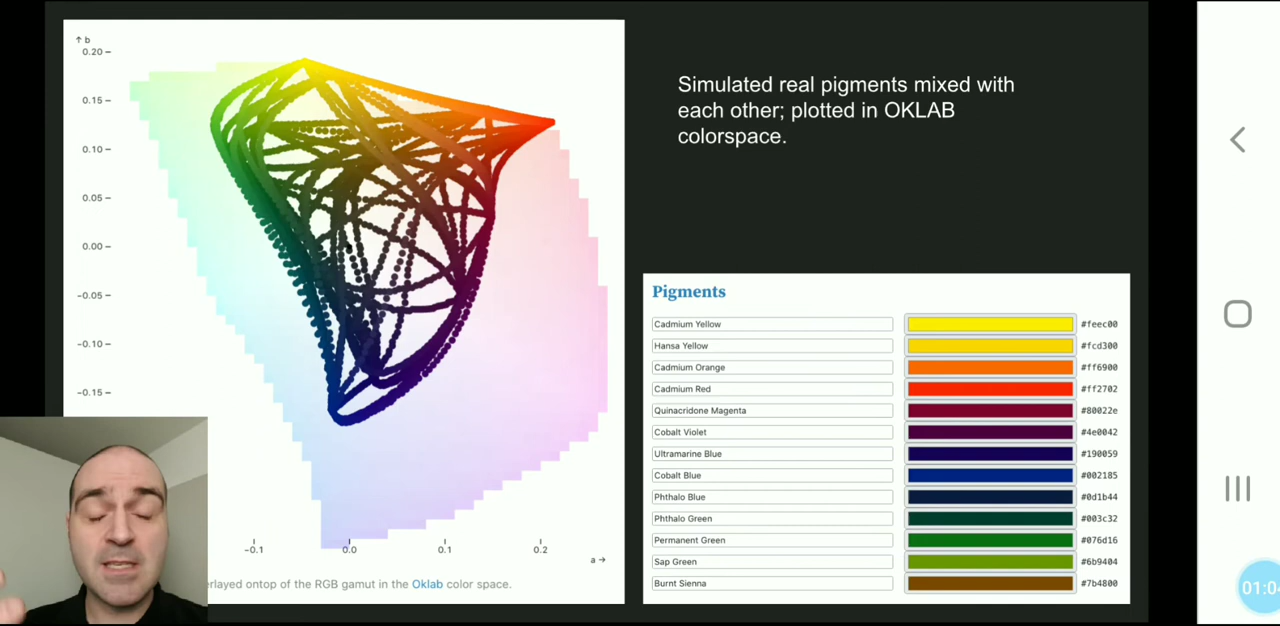 ↑ b
0.20
0.15
0.10
0.05
0.00
−0.05
−0.10
−0.15
−0.1
0.0
0.1
0.2
a →
overlayed ontop of the RGB gamut in the Oklab color space.
Simulated real pigments mixed with
each other; plotted in OKLAB
colorspace.
Pigments
Cadmium Yellow #feec00
Hansa Yellow #fcd300
Cadmium Orange #ff6900
Cadmium Red #ff2702
Quinacridone Magenta #80022e
Cobalt Violet #4e0042
Ultramarine Blue #190059
Cobalt Blue #002185
Phthalo Blue #0d1b44
Phthalo Green #003c32
Permanent Green #076d16
Sap Green #6b9404
Burnt Sienna #7b4800